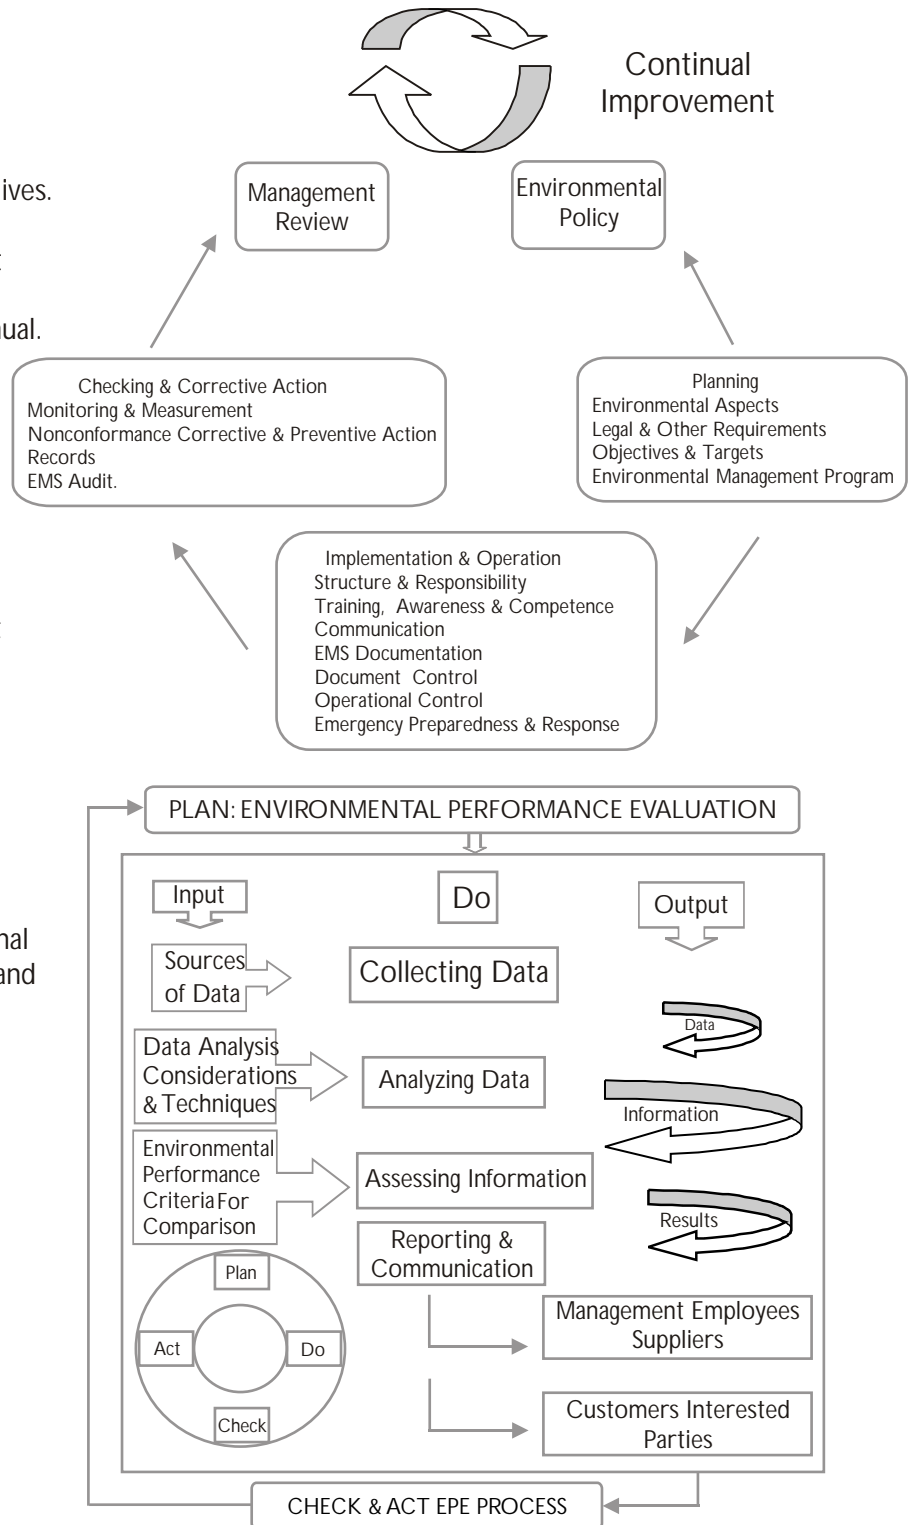 Continual
Improvement
ives.
Management
Review
Environmental
Policy
ual.
Checking & Corrective Action
Monitoring & Measurement
Nonconformance Corrective & Preventive Action
Records
EMS Audit.
Planning
Environmental Aspects
Legal & Other Requirements
Objectives & Targets
Environmental Management Program
Implementation & Operation
Structure & Responsibility
Training, Awareness & Competence
Communication
EMS Documentation
Document Control
Operational Control
Emergency Preparedness & Response
PLAN: ENVIRONMENTAL PERFORMANCE EVALUATION
Input
Do
Output
nal
and
Sources
of Data
Collecting Data
Data
Data Analysis
Considerations
& Techniques
Analyzing Data
Information
Environmental
Performance
Criteria For
Comparison
Assessing Information
Results
Reporting &
Communication
Plan
Act
Do
Check
Management Employees
Suppliers
Customers Interested
Parties
CHECK & ACT EPE PROCESS